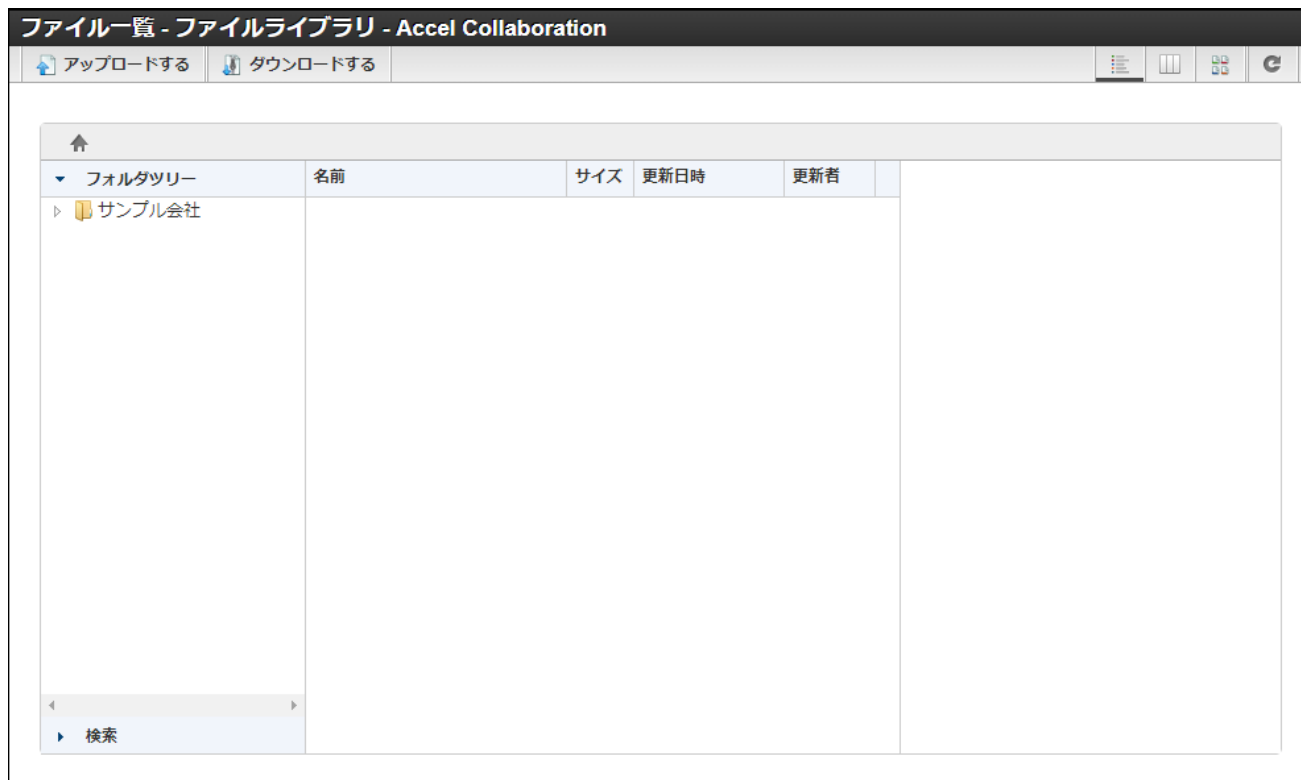 ファイル一覧 - ファイルライブラリ - Accel Collaboration
アップロードする ダウンロードする
フォルダツリー 名前 サイズ 更新日時 更新者
サンプル会社
検索